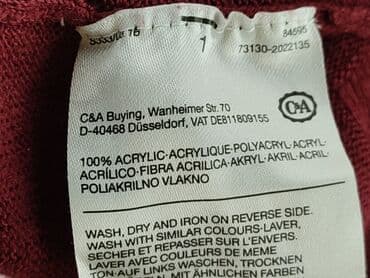 84595
1
73130-2022135
C&A Buying, Wanheimer Str. 70
D-40468 Düsseldorf, VAT DE811809155
C&A
100% ACRYLIC·ACRYLIQUE·POLYACRYL·ACRYL·
ACRÍLICO·FIBRA ACRILICA·AKRYL·AKRIL·ACRIL·
POLIAKRILNO VLAKNO
WASH, DRY AND IRON ON REVERSE SIDE.
WASH WITH SIMILAR COLOURS-LAVER,
SECHER ET REPASSER SUR L'ENVERS.
LAVER AVEC COULEURS DE MEME
TON-AUF LINKS WASCHEN, TROCKNEN
MIT ÄHNLICHEN FARBEN